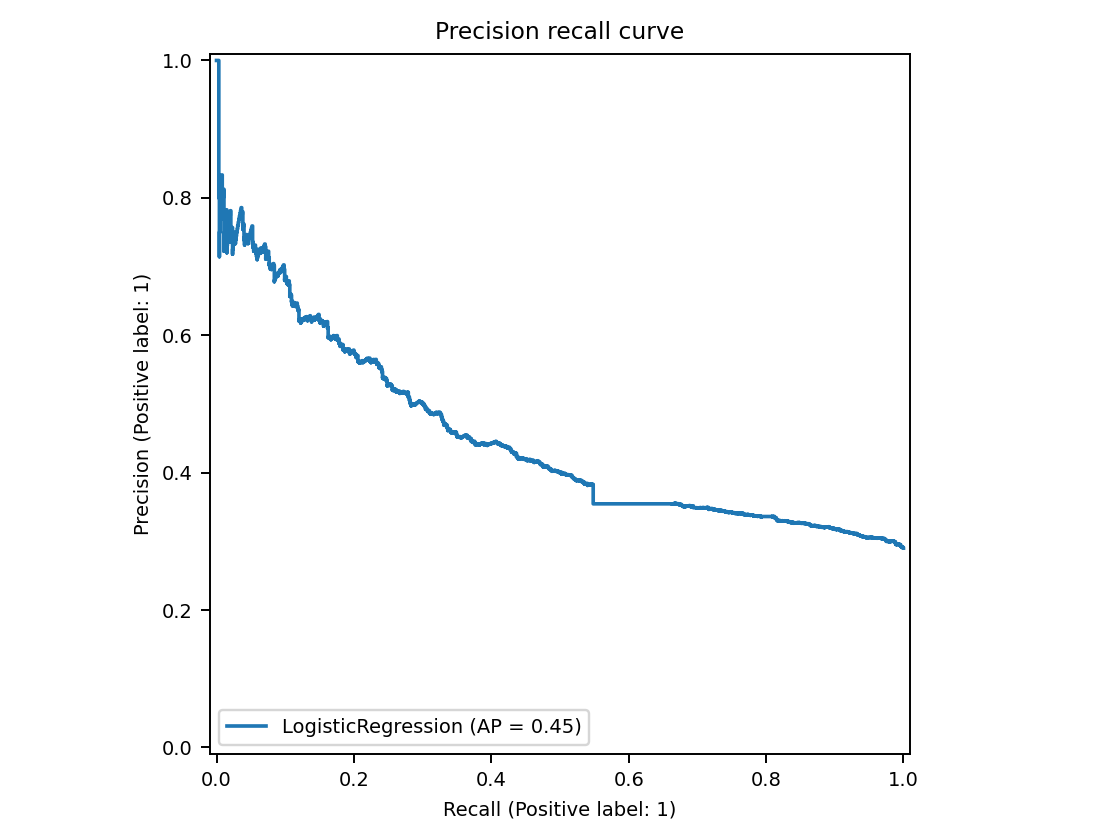 Precision recall curve
1.0
0.8
0.6
0.4
0.2
0.0
Precision (Positive label: 1)
LogisticRegression (AP = 0.45)
0.0 0.2 0.4 0.6 0.8 1.0
Recall (Positive label: 1)